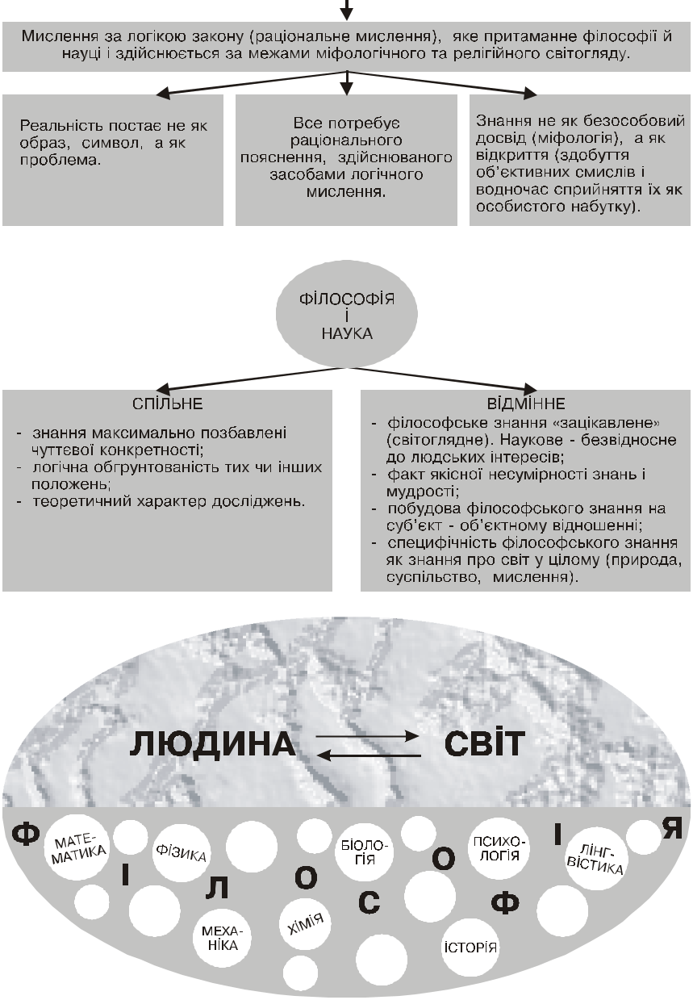 Мислення за логікою закону (раціональне мислення), яке притаманне філософії й
науці і здійснюється за межами міфологічного та релігійного світогляду.
Реальність постає не як
образ, символ, а як
проблема.
Все потребує
раціонального
пояснення, здійснюваного
засобами логічного
мислення.
Знання не як безособовий
досвід (міфологія), а як
відкриття (здобуття
об'єктивних смислів і
водночас сприйняття їх як
особистого набутку).
ФІЛОСОФІЯ
І
НАУКА
СПІЛЬНЕ
- знання максимально позбавлені
чуттєвої конкретності;
- логічна обгрунтованість тих чи інших
положень;
- теоретичний характер досліджень.
ВІДМІННЕ
- філософське знання «зацікавлене»
(світоглядне). Наукове - безвідносне
до людських інтересів;
- факт якісної несумірності знань і
мудрості;
- побудова філософського знання на
суб'єкт - об'єктному відношенні;
- специфічність філософського знання
як знання про світ у цілому (природа,
суспільство, мислення).
ЛЮДИНА СВІТ
Ф І Л О С О Ф І Я
МАТЕ-
МАТИКА
ФІЗИКА
БІОЛО-
ГІЯ
ПСИХО-
ЛОГІЯ
ЛІНГ-
ВІСТИКА
МЕХА-
НІКА
ХІМІЯ
ІСТОРІЯ